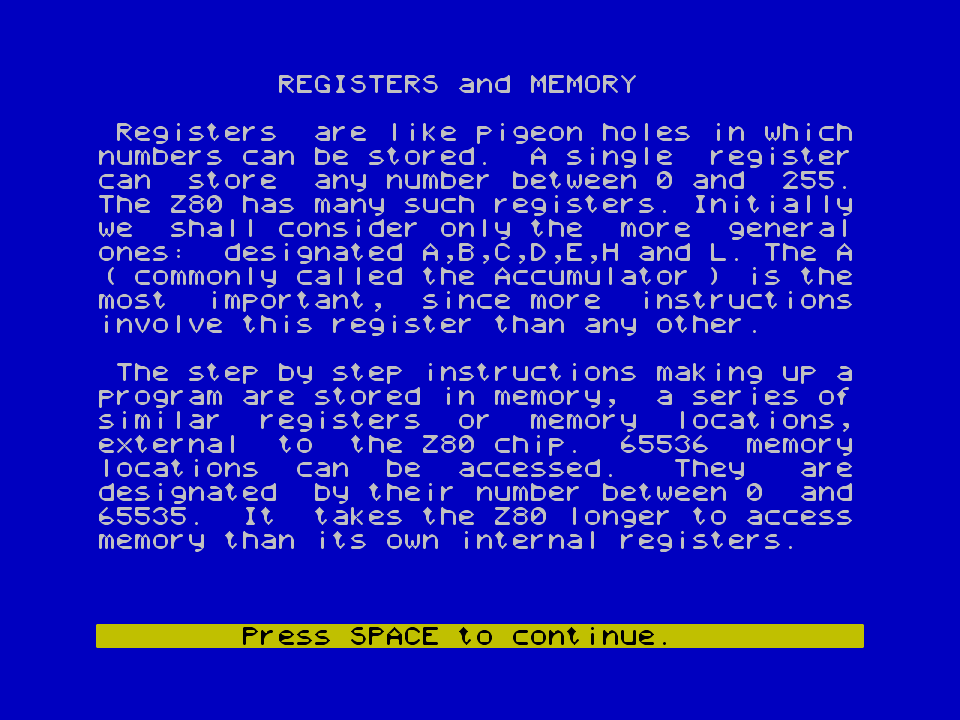 REGISTERS and MEMORY
Registers are like pigeon holes in which
numbers can be stored. A single register
can store any number between 0 and 255.
The Z80 has many such registers. Initially
we shall consider only the more general
ones: designated A,B,C,D,E,H and L. The A
( commonly called the Accumulator ) is the
most important, since more instructions
involve this register than any other.
The step by step instructions making up a
program are stored in memory, a series of
similar registers or memory locations,
external to the Z80 chip. 65536 memory
locations can be accessed. They are
designated by their number between 0 and
65535. It takes the Z80 longer to access
memory than its own internal registers.
Press SPACE to continue.